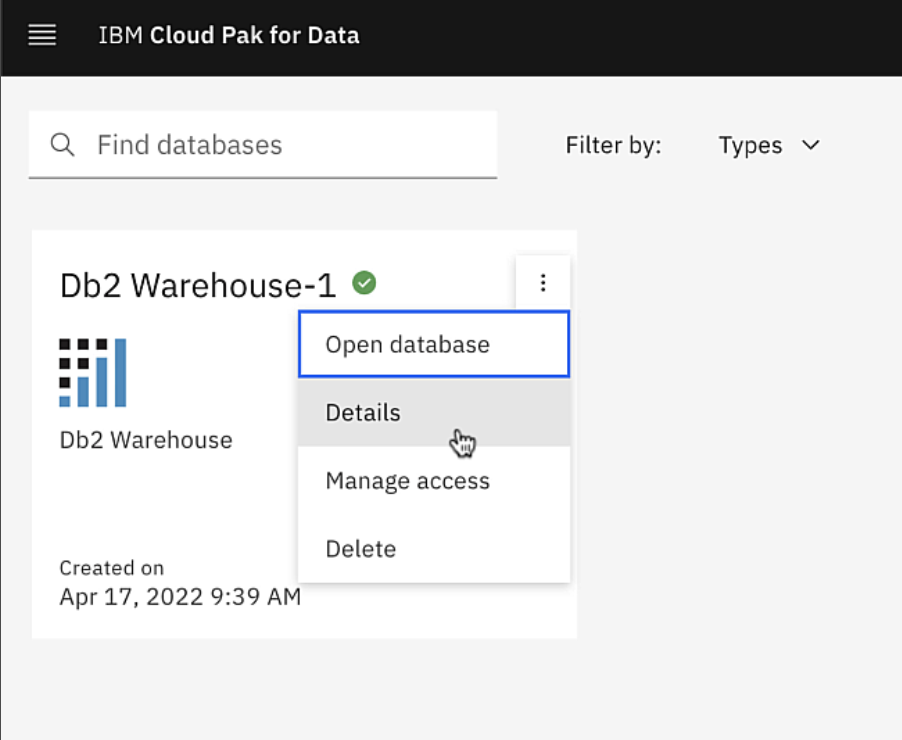 IBM Cloud Pak for Data
Find databases
Filter by: Types
Db2 Warehouse-1
Open database
Details
Db2 Warehouse
Manage access
Delete
Created on
Apr 17, 2022 9:39 AM